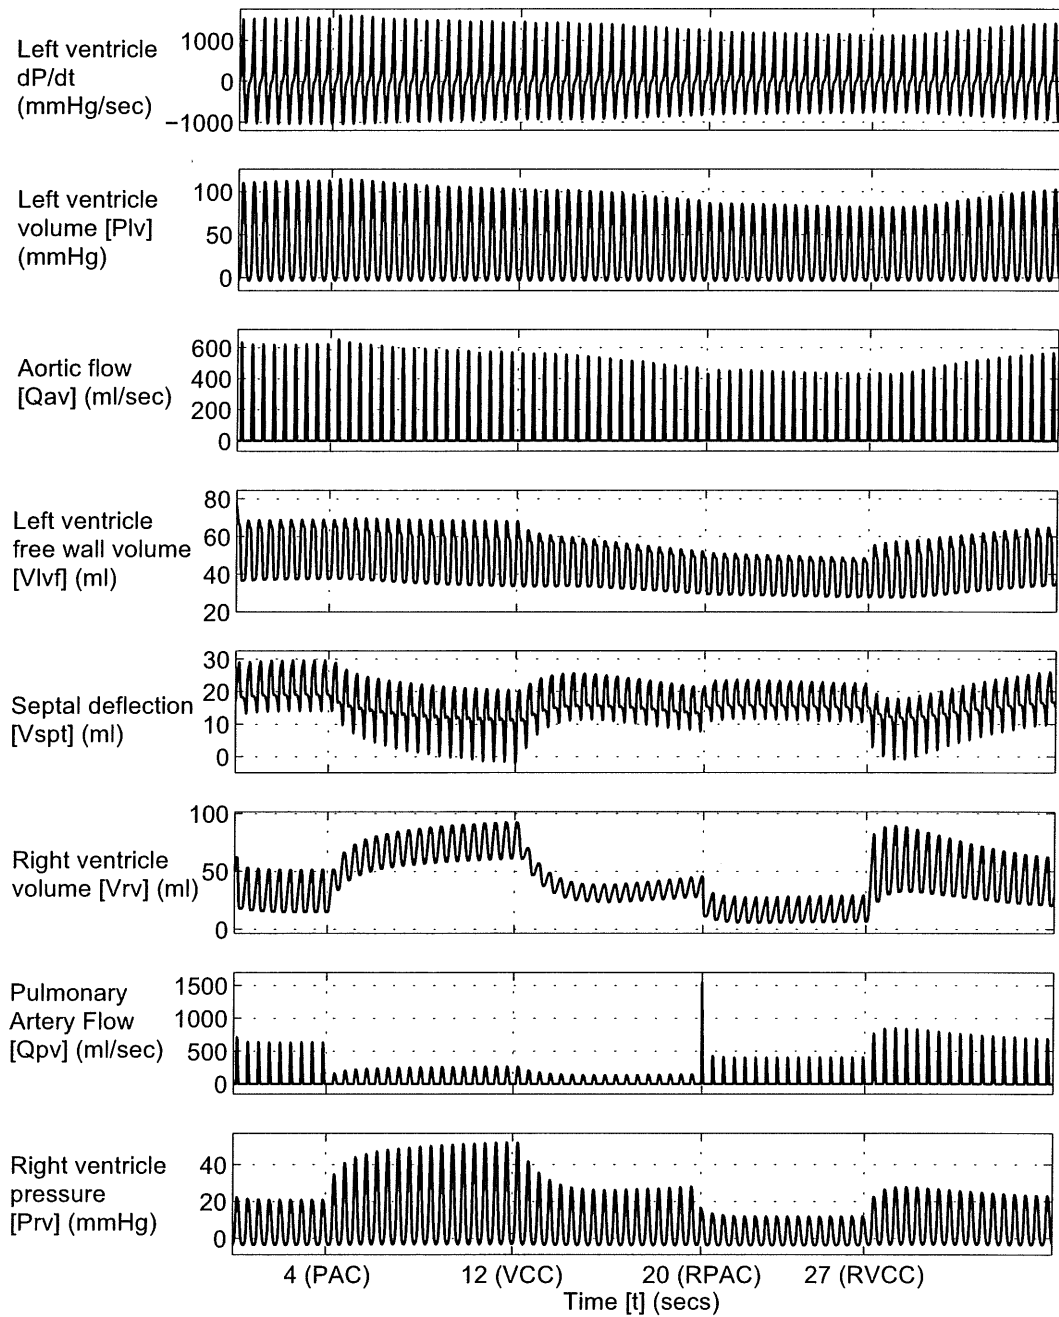 Left ventricle
dP/dt
(mmHg/sec)
1000
0
−1000
Left ventricle
volume [Plv]
(mmHg)
100
50
0
Aortic flow
[Qav] (ml/sec)
600
400
200
0
Left ventricle
free wall volume
[Vlvf] (ml)
80
60
40
20
Septal deflection
[Vspt] (ml)
30
20
10
0
Right ventricle
volume [Vrv] (ml)
100
50
0
Pulmonary
Artery Flow
[Qpv] (ml/sec)
1500
1000
500
0
Right ventricle
pressure
[Prv] (mmHg)
40
20
0
4 (PAC) 12 (VCC) 20 (RPAC) 27 (RVCC)
Time [t] (secs)